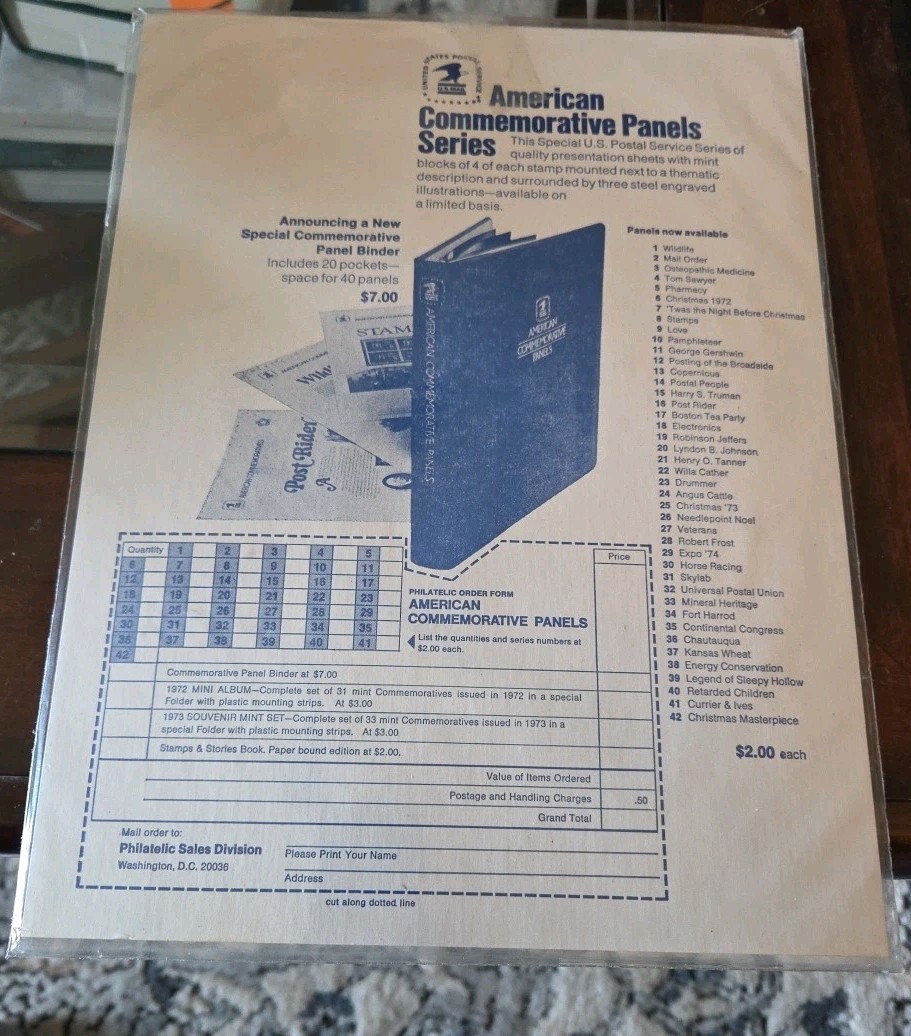 UNITED STATES POSTAL SERVICE
U.S. MAIL
American
Commemorative Panels
Series This Special U.S. Postal Service Series of
quality presentation sheets with mint
blocks of 4 of each stamp mounted next to a thematic
description and surrounded by three steel engraved
illustrations—available on
a limited basis.
Announcing a New
Special Commemorative
Panel Binder
Includes 20 pockets—
space for 40 panels
$7.00
STAM
Wild
Post Rider
A
AMERICAN COMMEMORATIVE PANELS
AMERICAN
COMMEMORATIVE
PANELS
Panels now available
1 Wildlife
2 Mail Order
3 Osteopathic Medicine
4 Tom Sawyer
5 Pharmacy
6 Christmas 1972
7 'Twas the Night Before Christmas
8 Stamps
9 Love
10 Pamphleteer
11 George Gershwin
12 Posting of the Broadside
13 Copernicus
14 Postal People
15 Harry S. Truman
16 Post Rider
17 Boston Tea Party
18 Electronics
19 Robinson Jeffers
20 Lyndon B. Johnson
21 Henry O. Tanner
22 Willa Cather
23 Drummer
24 Angus Cattle
25 Christmas '73
26 Needlepoint Noel
27 Veterans
28 Robert Frost
29 Expo '74
30 Horse Racing
31 Skylab
32 Universal Postal Union
33 Mineral Heritage
34 Fort Harrod
35 Continental Congress
36 Chautauqua
37 Kansas Wheat
38 Energy Conservation
39 Legend of Sleepy Hollow
40 Retarded Children
41 Currier & Ives
42 Christmas Masterpiece
$2.00 each
Quantity 1 2 3 4 5
6 7 8 9 10 11
12 13 14 15 16 17
18 19 20 21 22 23
24 25 26 27 28 29
30 31 32 33 34 35
36 37 38 39 40 41
42
Price
PHILATELIC ORDER FORM
AMERICAN
COMMEMORATIVE PANELS
List the quantities and series numbers at
$2.00 each.
Commemorative Panel Binder at $7.00
1972 MINI ALBUM—Complete set of 31 mint Commemoratives issued in 1972 in a special
Folder with plastic mounting strips. At $3.00
1973 SOUVENIR MINT SET—Complete set of 33 mint Commemoratives issued in 1973 in a
special Folder with plastic mounting strips. At $3.00
Stamps & Stories Book. Paper bound edition at $2.00.
Value of Items Ordered
Postage and Handling Charges .50
Grand Total
Mail order to:
Philatelic Sales Division
Washington, D.C. 20036
Please Print Your Name
Address
cut along dotted line